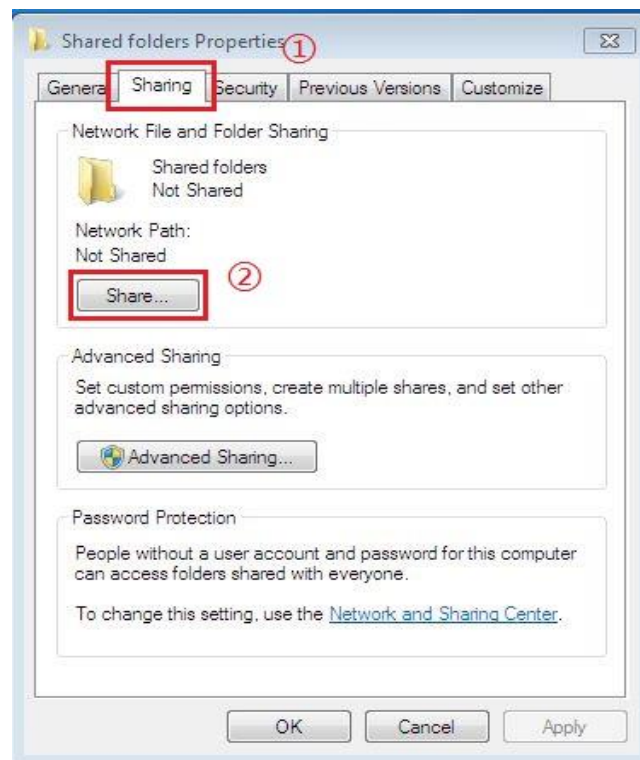 Shared folders Properties
①
General Sharing Security Previous Versions Customize
Network File and Folder Sharing
Shared folders
Not Shared
Network Path:
Not Shared
②
Share...
Advanced Sharing
Set custom permissions, create multiple shares, and set other
advanced sharing options.
Advanced Sharing...
Password Protection
People without a user account and password for this computer
can access folders shared with everyone.
To change this setting, use the Network and Sharing Center.
OK Cancel Apply